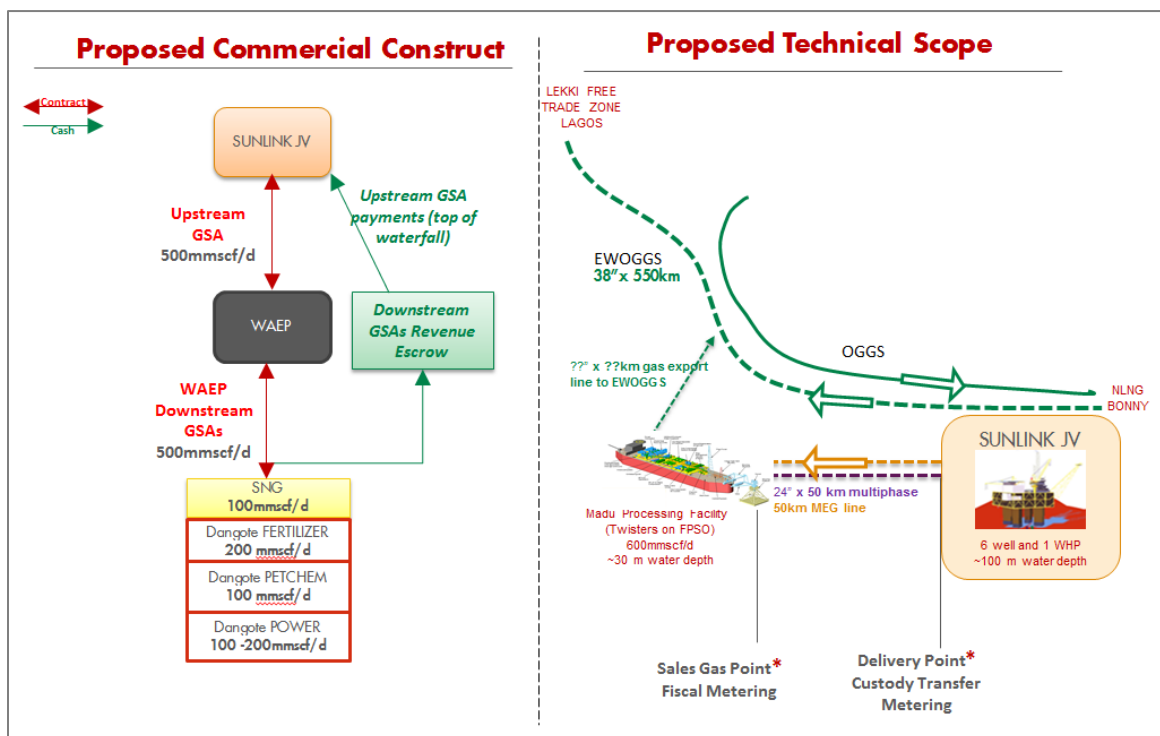 Proposed Commercial Construct
Contract
Cash
SUNLINK JV
Upstream GSA
payments (top of
waterfall)
Upstream
GSA
500mmscf/d
WAEP
Downstream
GSAs Revenue
Escrow
WAEP
Downstream
GSAs
500mmscf/d
SNG
100mmscf/d
Dangote FERTILIZER
200 mmscf/d
Dangote PETCHEM
100 mmscf/d
Dangote POWER
100 -200mmscf/d
Proposed Technical Scope
LEKKI FREE
TRADE ZONE
LAGOS
EWOGGS
38"x 550km
OGGS
??" x ??km gas export
line to EWOGGS
NLNG
BONNY
SUNLINK JV
24" x 50 km multiphase
50km MEG line
Madu Processing Facility
(Twisters on FPSO)
600mmscf/d
~30 m water depth
6 well and 1 WHP
~100 m water depth
Sales Gas Point*
Fiscal Metering
Delivery Point*
Custody Transfer
Metering